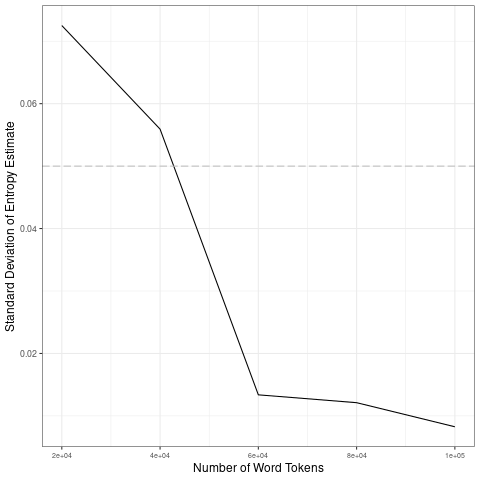 Standard Deviation of Entropy Estimate
0.06
0.04
0.02
2e+04 4e+04 6e+04 8e+04 1e+05
Number of Word Tokens